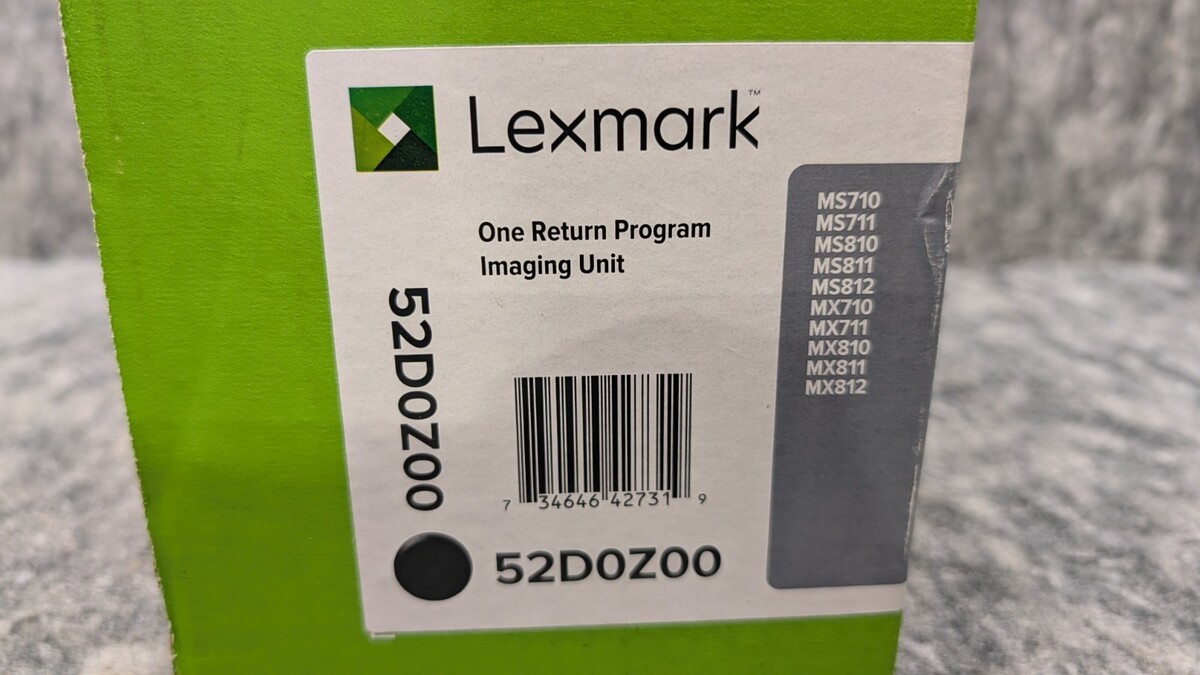 Lexmark™
One Return Program
Imaging Unit
52D0Z00
7 34646 42731 9
52D0Z00
MS710
MS711
MS810
MS811
MS812
MX710
MX711
MX810
MX811
MX812